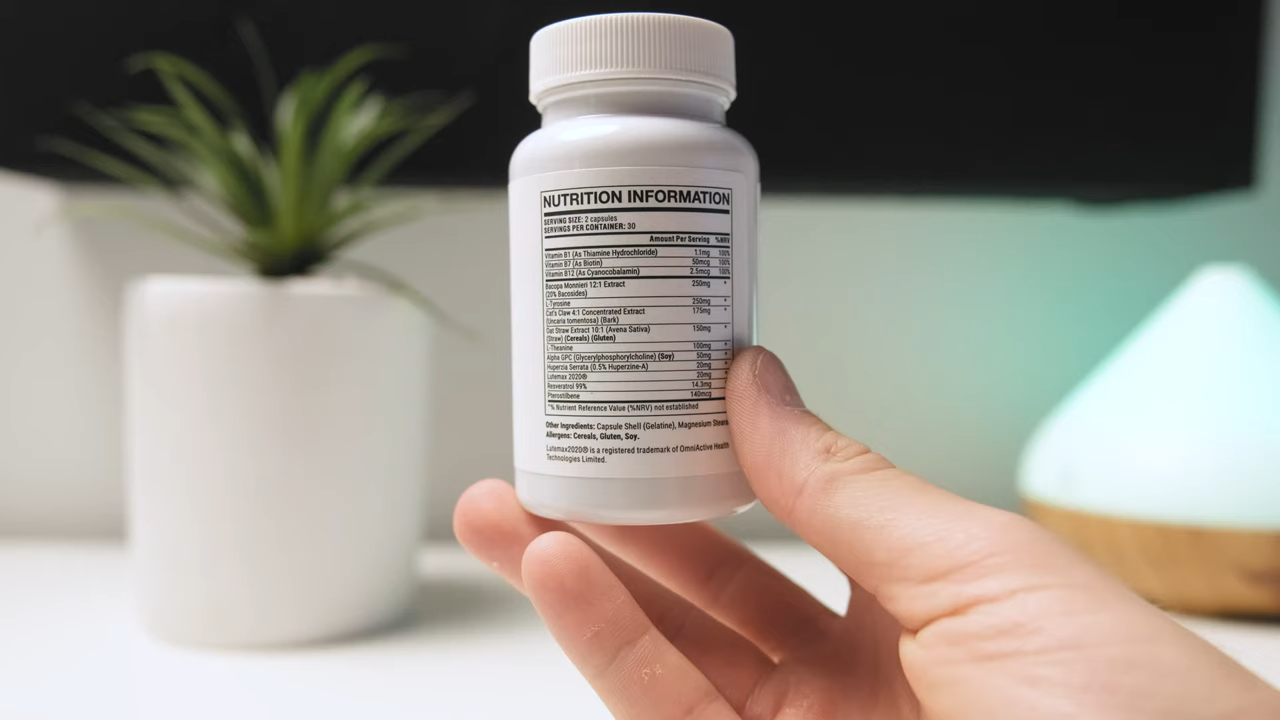 NUTRITION INFORMATION
SERVING SIZE: 2 capsules
SERVINGS PER CONTAINER: 30
Amount Per Serving %NRV
Vitamin B1 (As Thiamine Hydrochloride) 1.1mg 100%
Vitamin B7 (As Biotin) 50mcg 100%
Vitamin B12 (As Cyanocobalamin) 2.5mcg 100%
Bacopa Monnieri 12:1 Extract 250mg *
(20% Bacosides)
L-Tyrosine 250mg *
Cat's Claw 4:1 Concentrated Extract 175mg *
(Uncaria tomentosa) (Bark)
Oat Straw Extract 10:1 (Avena Sativa) 150mg *
(Straw) (Cereals) (Gluten)
L-Theanine 100mg *
Alpha GPC (Glycerylphosphorylcholine) (Soy) 50mg *
Huperzia Serrata (0.5% Huperzine-A) 20mg *
Lutemax 2020® 20mg *
Resveratrol 99% 14.3mg *
Pterostilbene 140mcg *
*% Nutrient Reference Value (%NRV) not established
Other Ingredients: Capsule Shell (Gelatine), Magnesium
Allergens: Cereals, Gluten, Soy.
Lutemax2020® is a registered trademark of OmniActive Health
Technologies Limited.